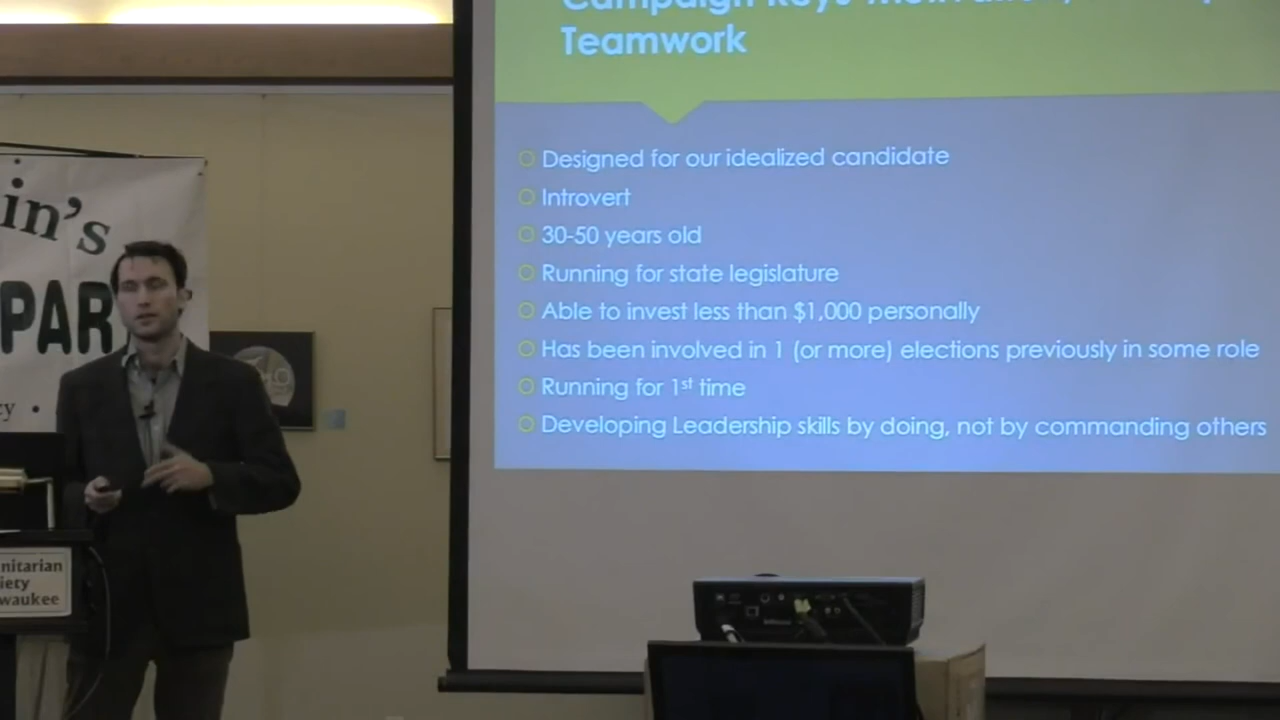 Teamwork
Designed for our idealized candidate
Introvert
30-50 years old
Running for state legislature
Able to invest less than $1,000 personally
Has been involved in 1 (or more) elections previously in some role
Running for 1st time
Developing Leadership skills by doing, not by commanding others
in's
PAR
cy •
nitarian
iety
waukee